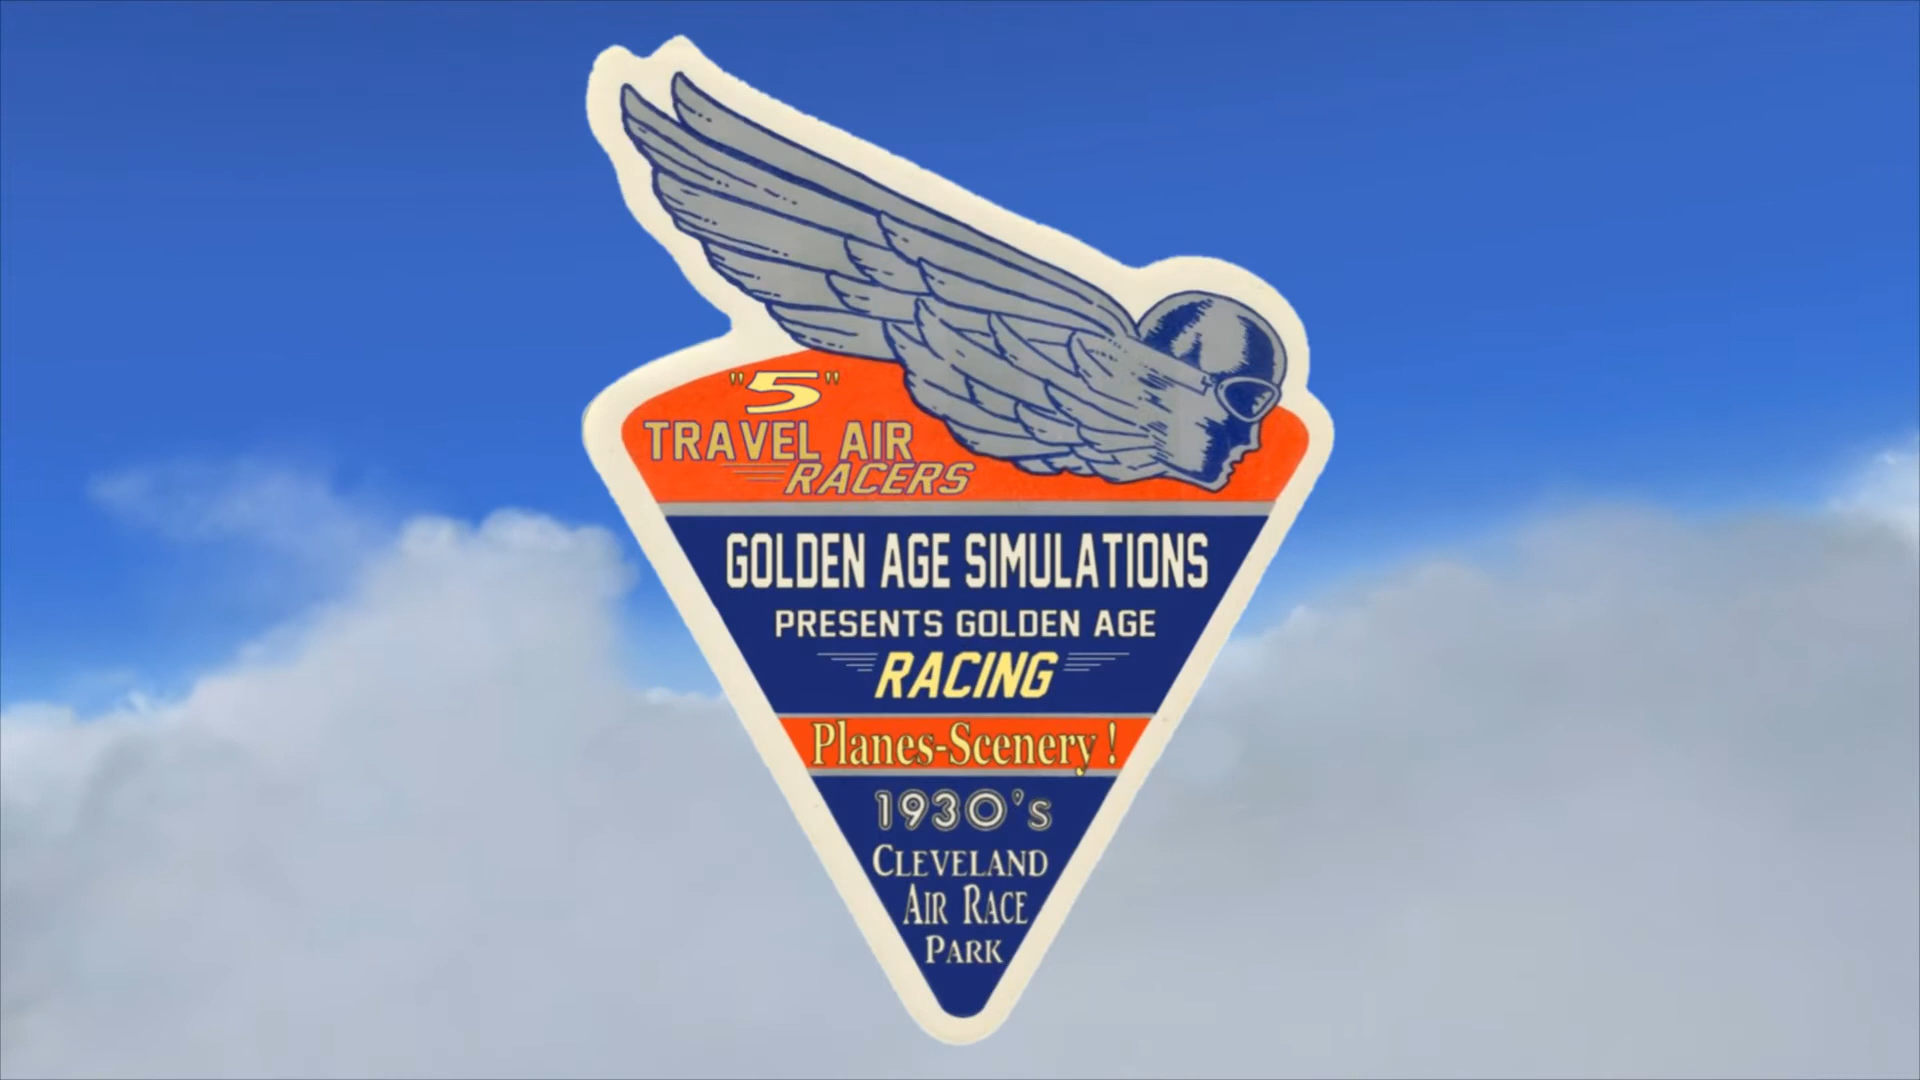 "5"
TRAVEL AIR
RACERS
GOLDEN AGE SIMULATIONS
PRESENTS GOLDEN AGE
RACING
Planes-Scenery !
1930's
CLEVELAND
AIR RACE
PARK